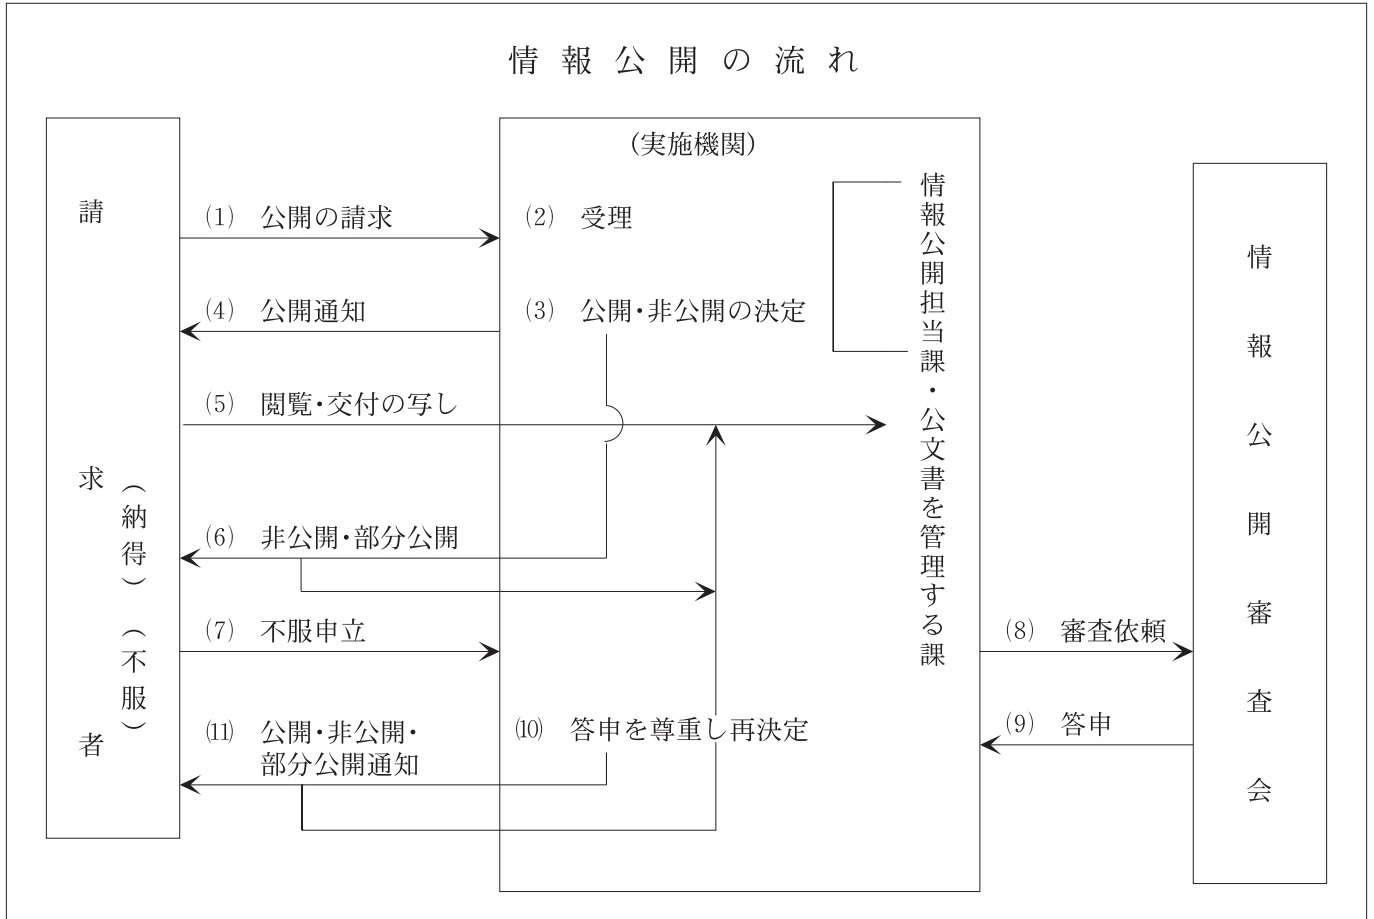 情報公開の流れ
請求者
（納得）
（不服）
（実施機関）
(1) 公開の請求
(2) 受理
(3) 公開・非公開の決定
(4) 公開通知
(5) 閲覧・交付の写し
(6) 非公開・部分公開
(7) 不服申立
(8) 審査依頼
(9) 答申
(10) 答申を尊重し再決定
(11) 公開・非公開・
部分公開通知
情報公開担当課・公文書を管理する課
情報公開審査会